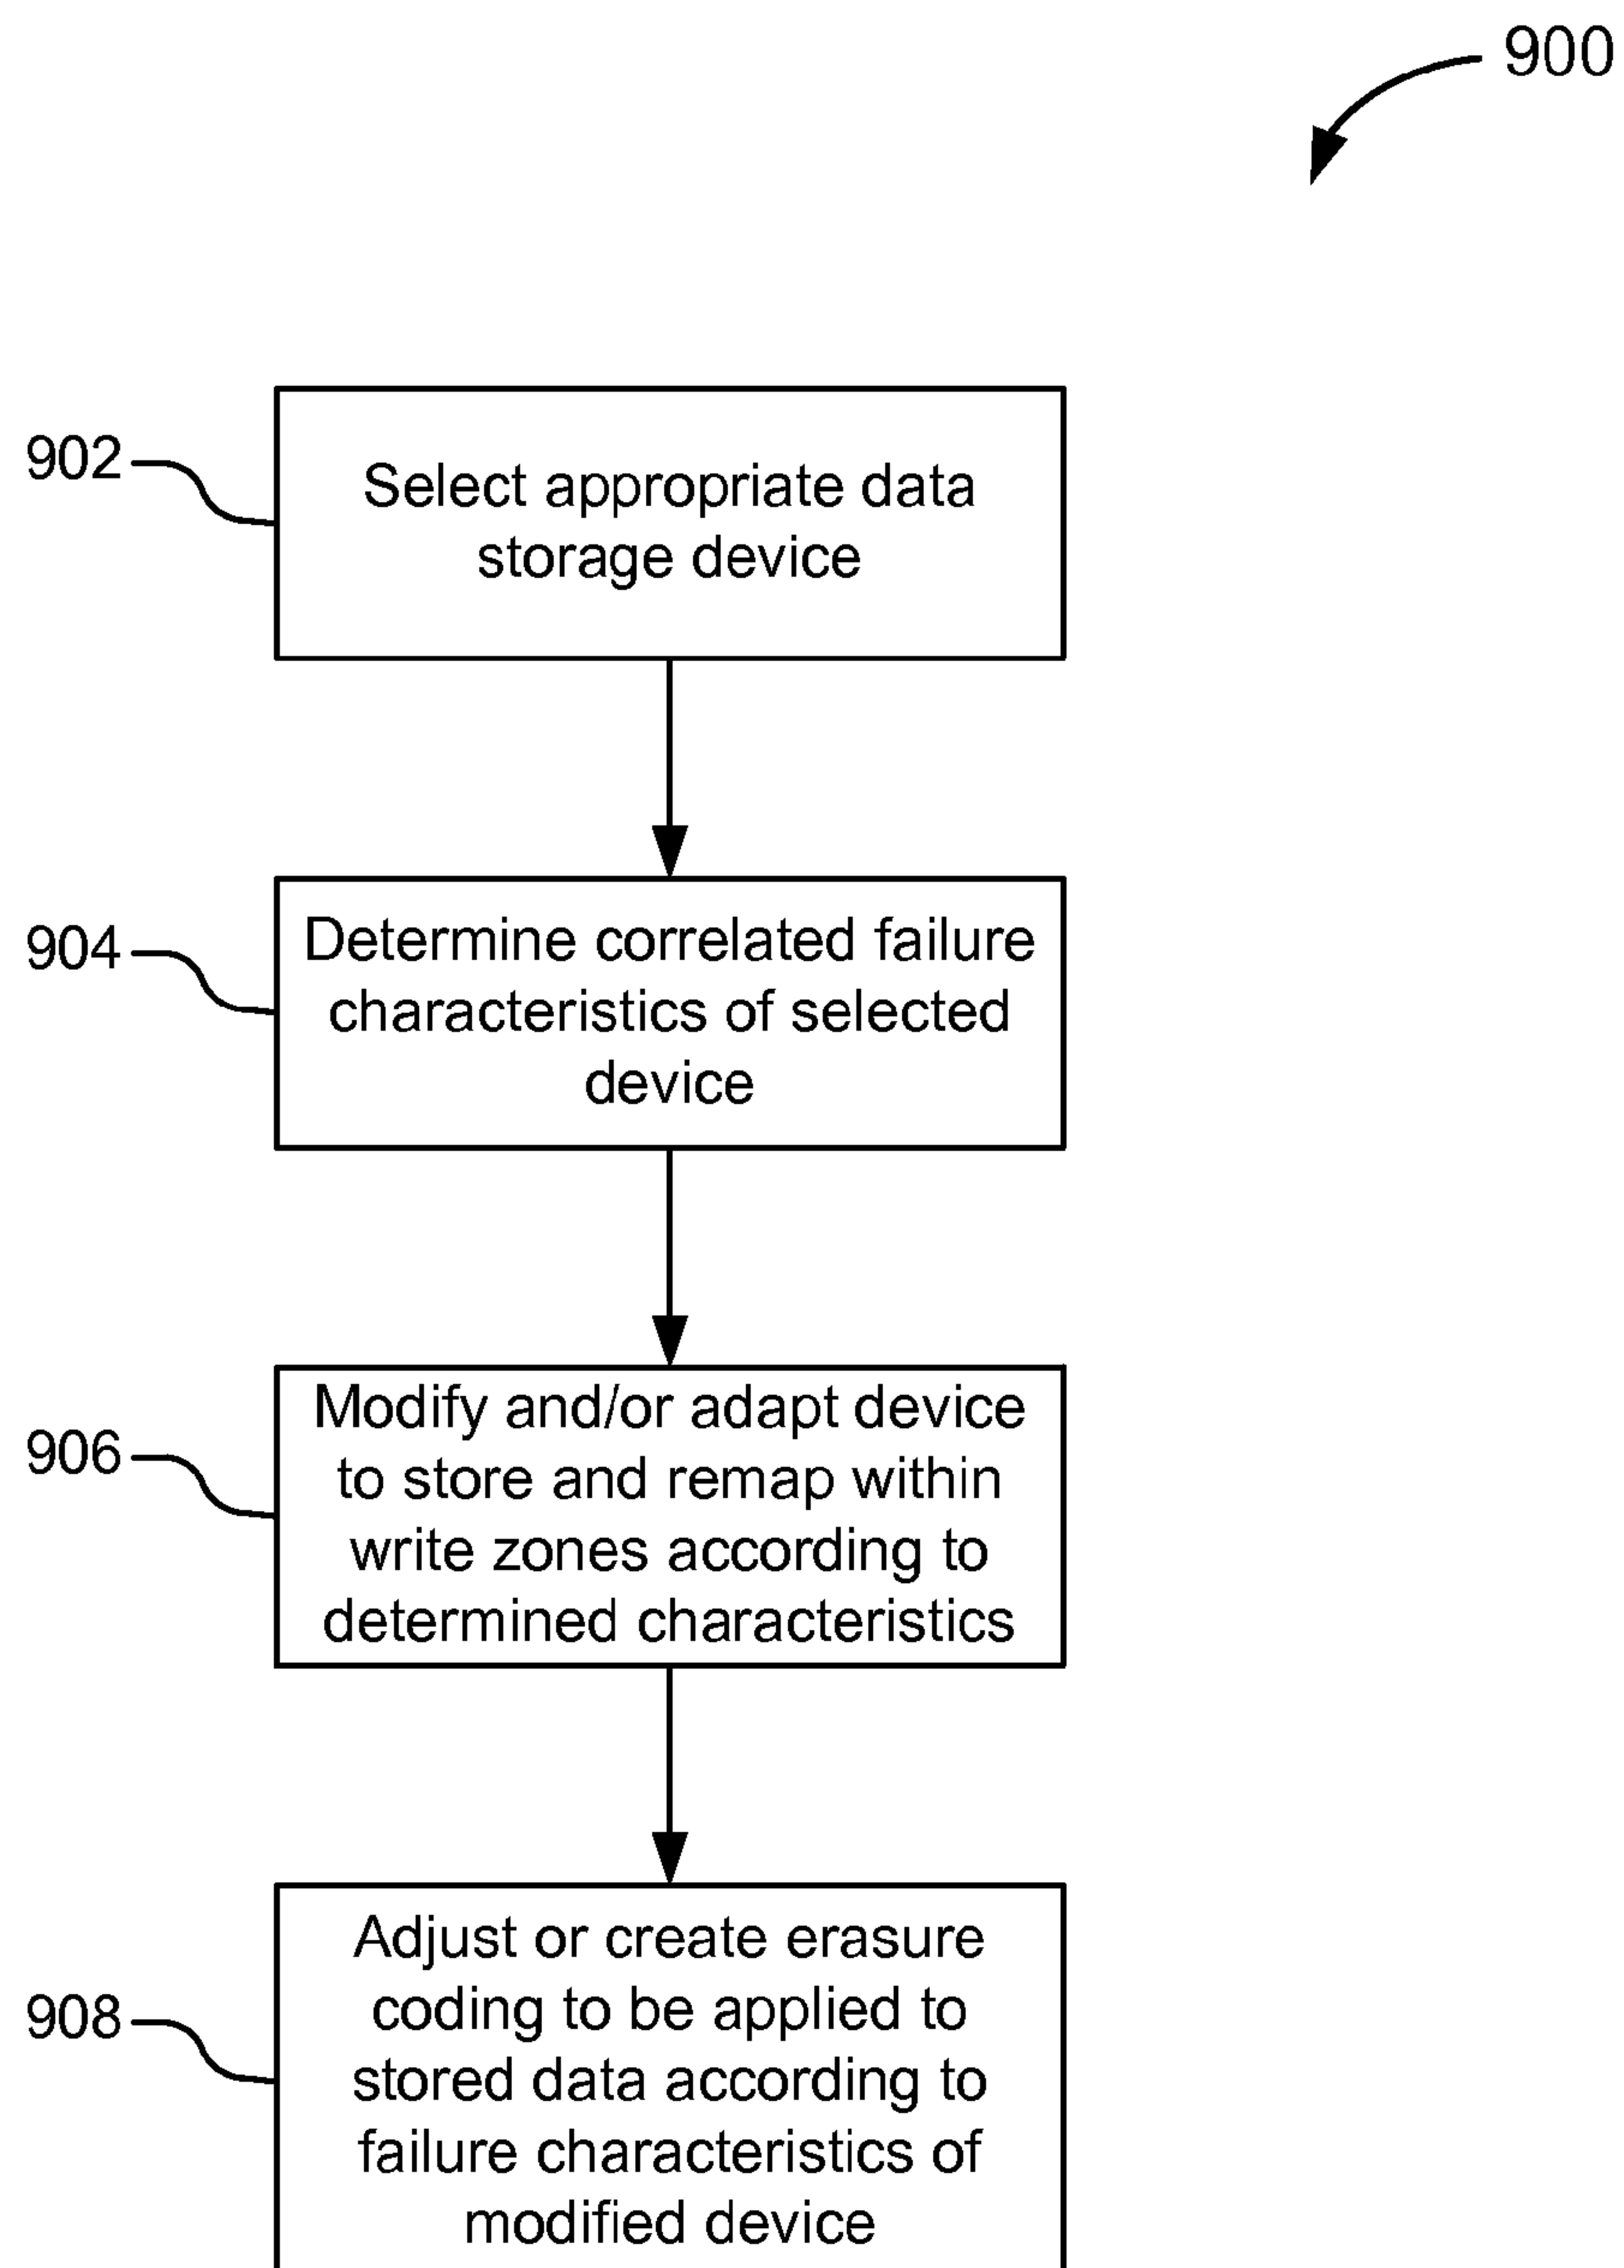 900
902
Select appropriate data
storage device
904
Determine correlated failure
characteristics of selected
device
906
Modify and/or adapt device
to store and remap within
write zones according to
determined characteristics
908
Adjust or create erasure
coding to be applied to
stored data according to
failure characteristics of
modified device